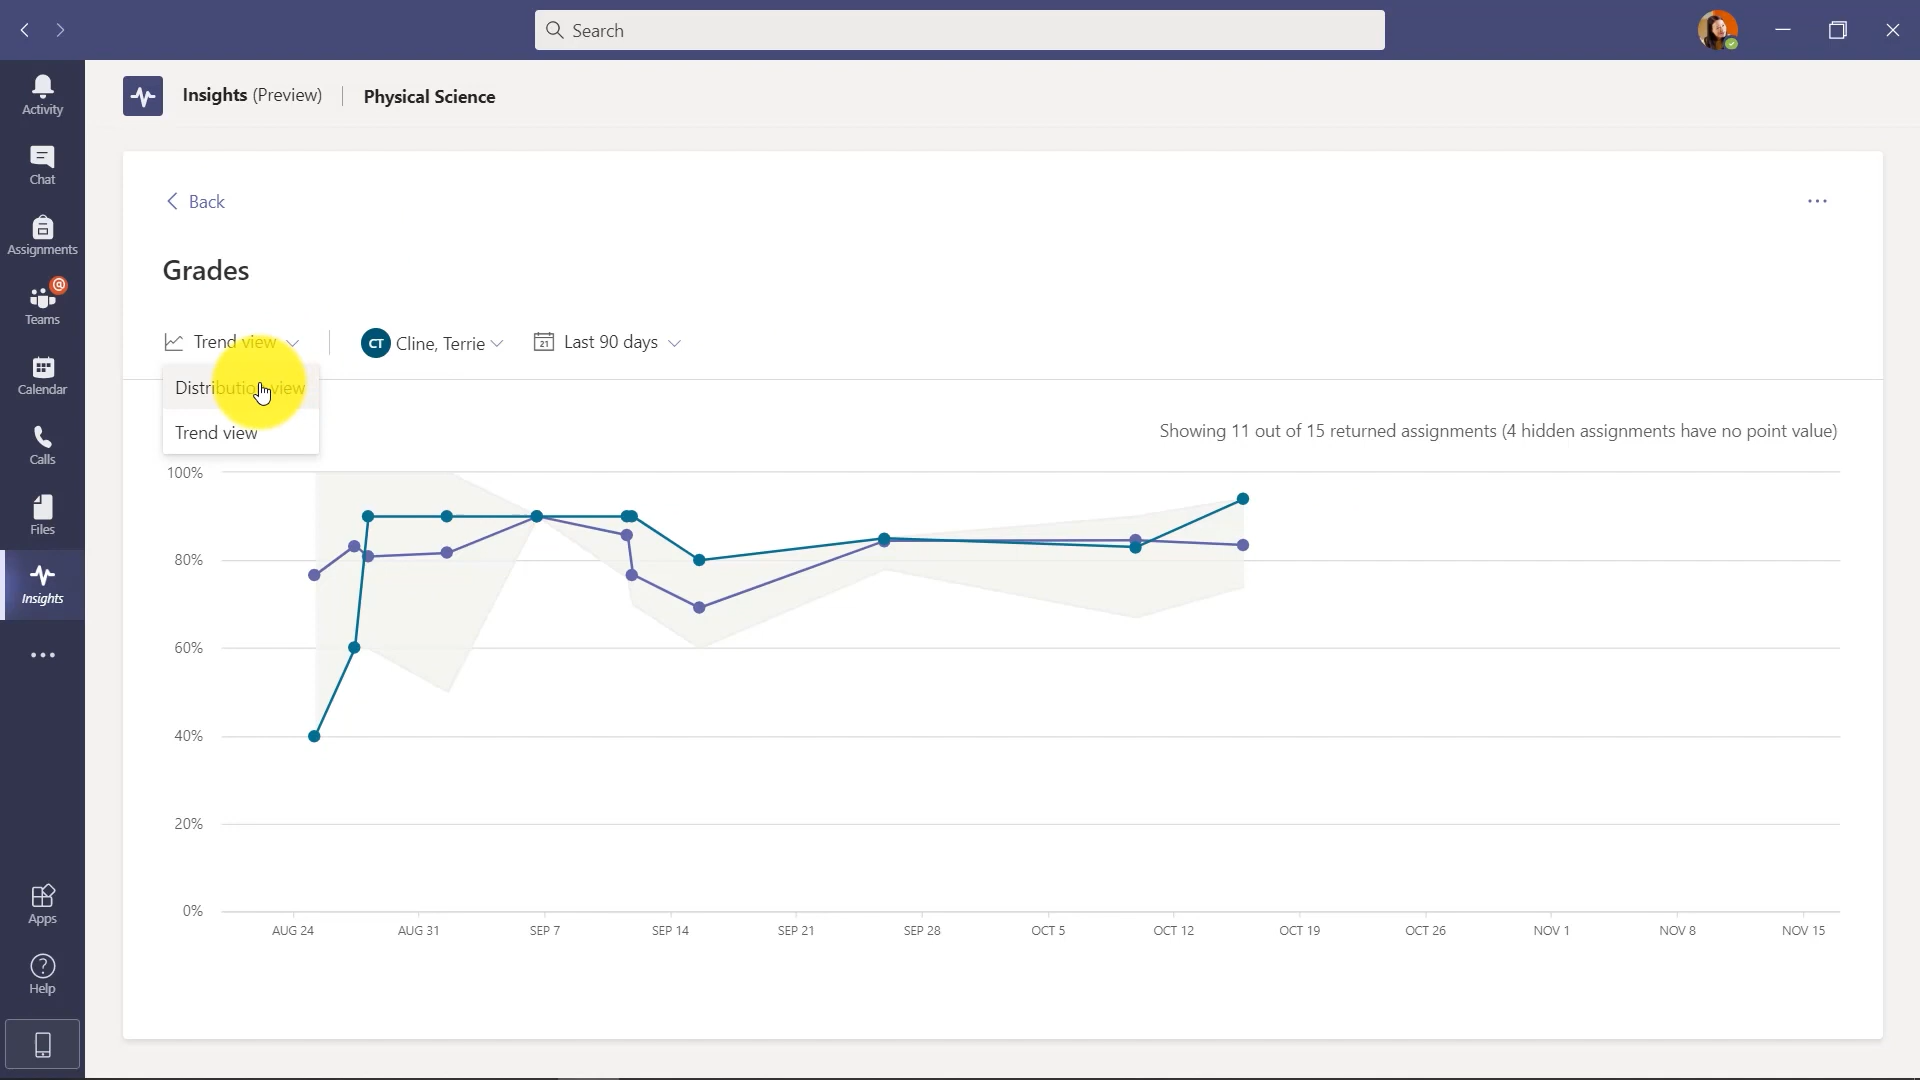 Search
Activity
Chat
Assignments
@
Teams
Calendar
Calls
Files
Insights
Apps
Help
Insights (Preview)
Physical Science
Back
Grades
Trend view
CT Cline, Terrie
21 Last 90 days
Distribution view
Trend view
Showing 11 out of 15 returned assignments (4 hidden assignments have no point value)
100%
80%
60%
40%
20%
0%
AUG 24 AUG 31 SEP 7 SEP 14 SEP 21 SEP 28 OCT 5 OCT 12 OCT 19 OCT 26 NOV 1 NOV 8 NOV 15